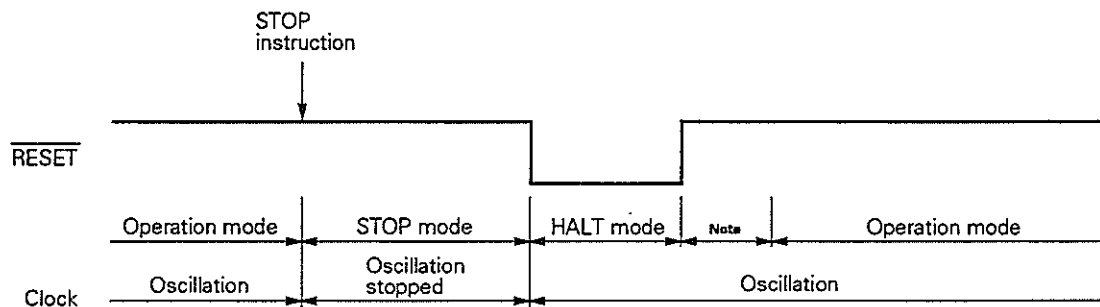 STOP
instruction
RESET
Operation mode STOP mode HALT mode Note Operation mode
Oscillation
stopped
Clock Oscillation Oscillation